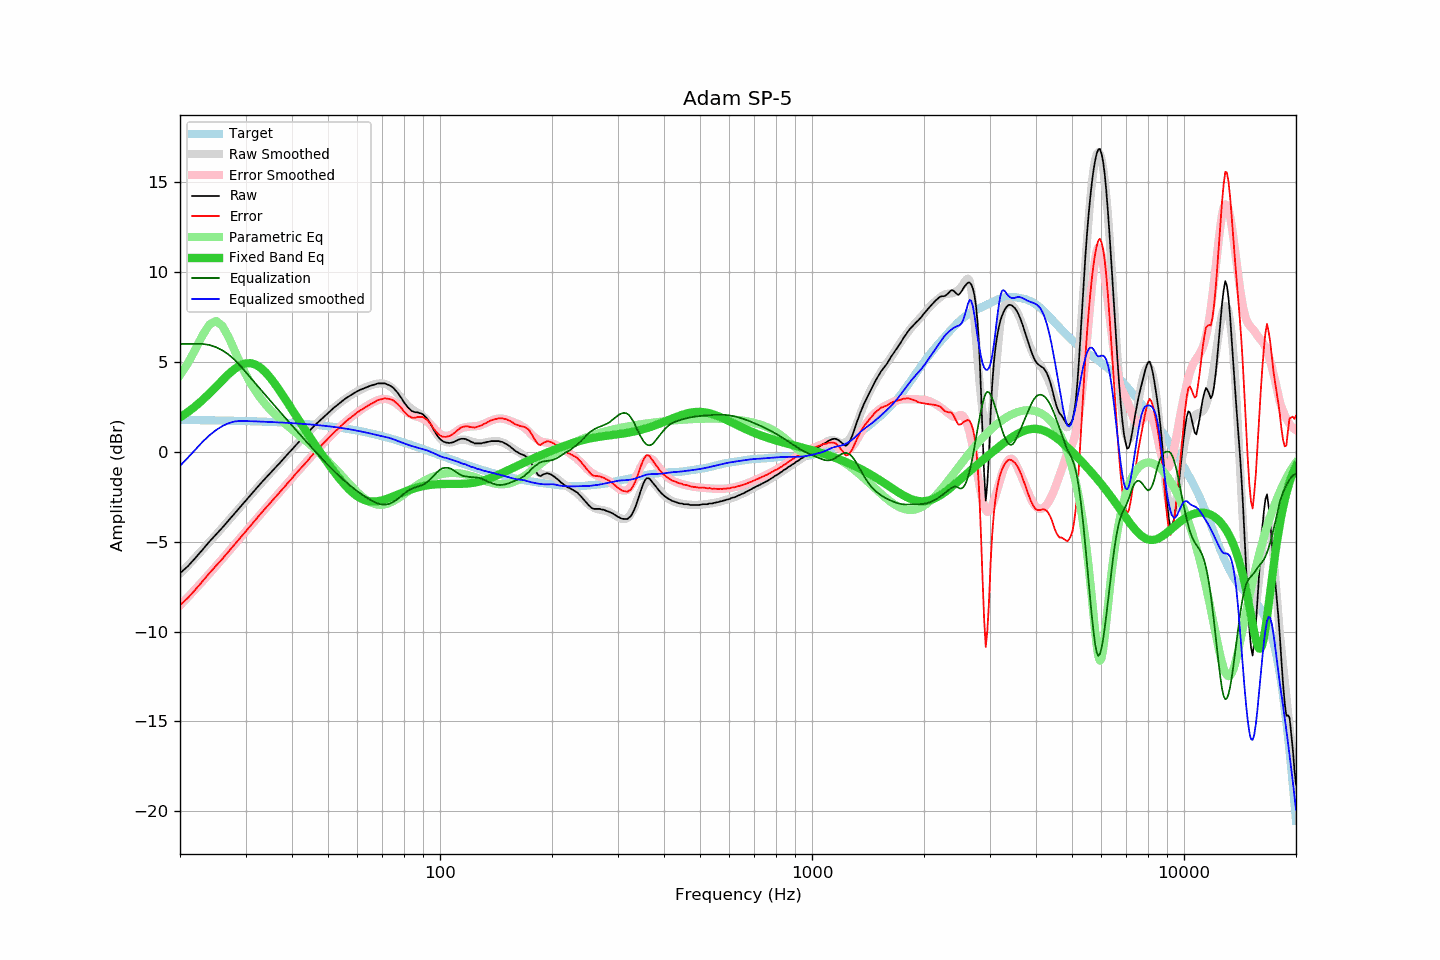 Adam SP-5
Target
Raw Smoothed
Error Smoothed
Raw
Error
Parametric Eq
Fixed Band Eq
Equalization
Equalized smoothed
Amplitude (dBr)
15
10
5
0
−5
−10
−15
−20
100
1000
10000
Frequency (Hz)